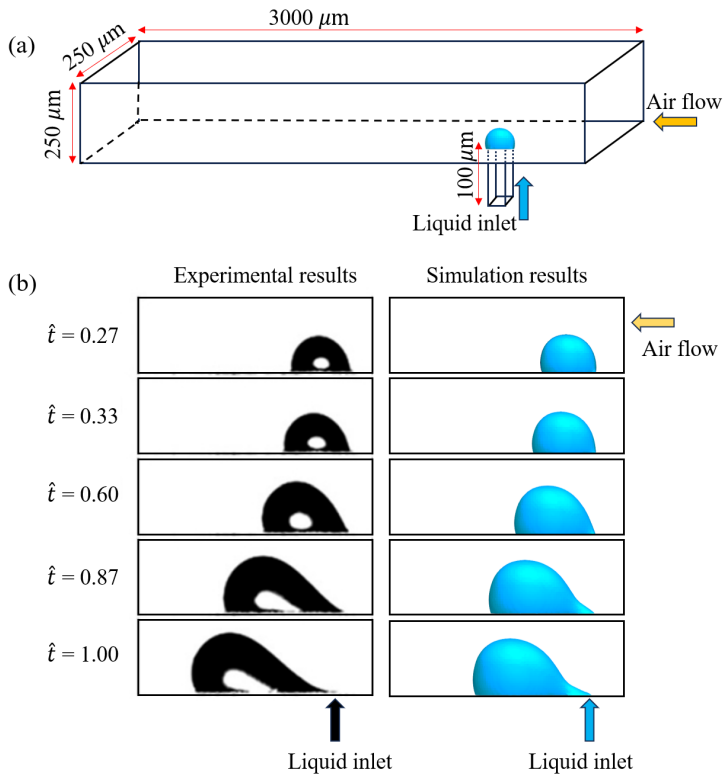 (a)
3000 μm
250 μm
250 μm
100 μm
Air flow
Liquid inlet
(b)
Experimental results
Simulation results
t̂ = 0.27
Air flow
t̂ = 0.33
t̂ = 0.60
t̂ = 0.87
t̂ = 1.00
Liquid inlet
Liquid inlet